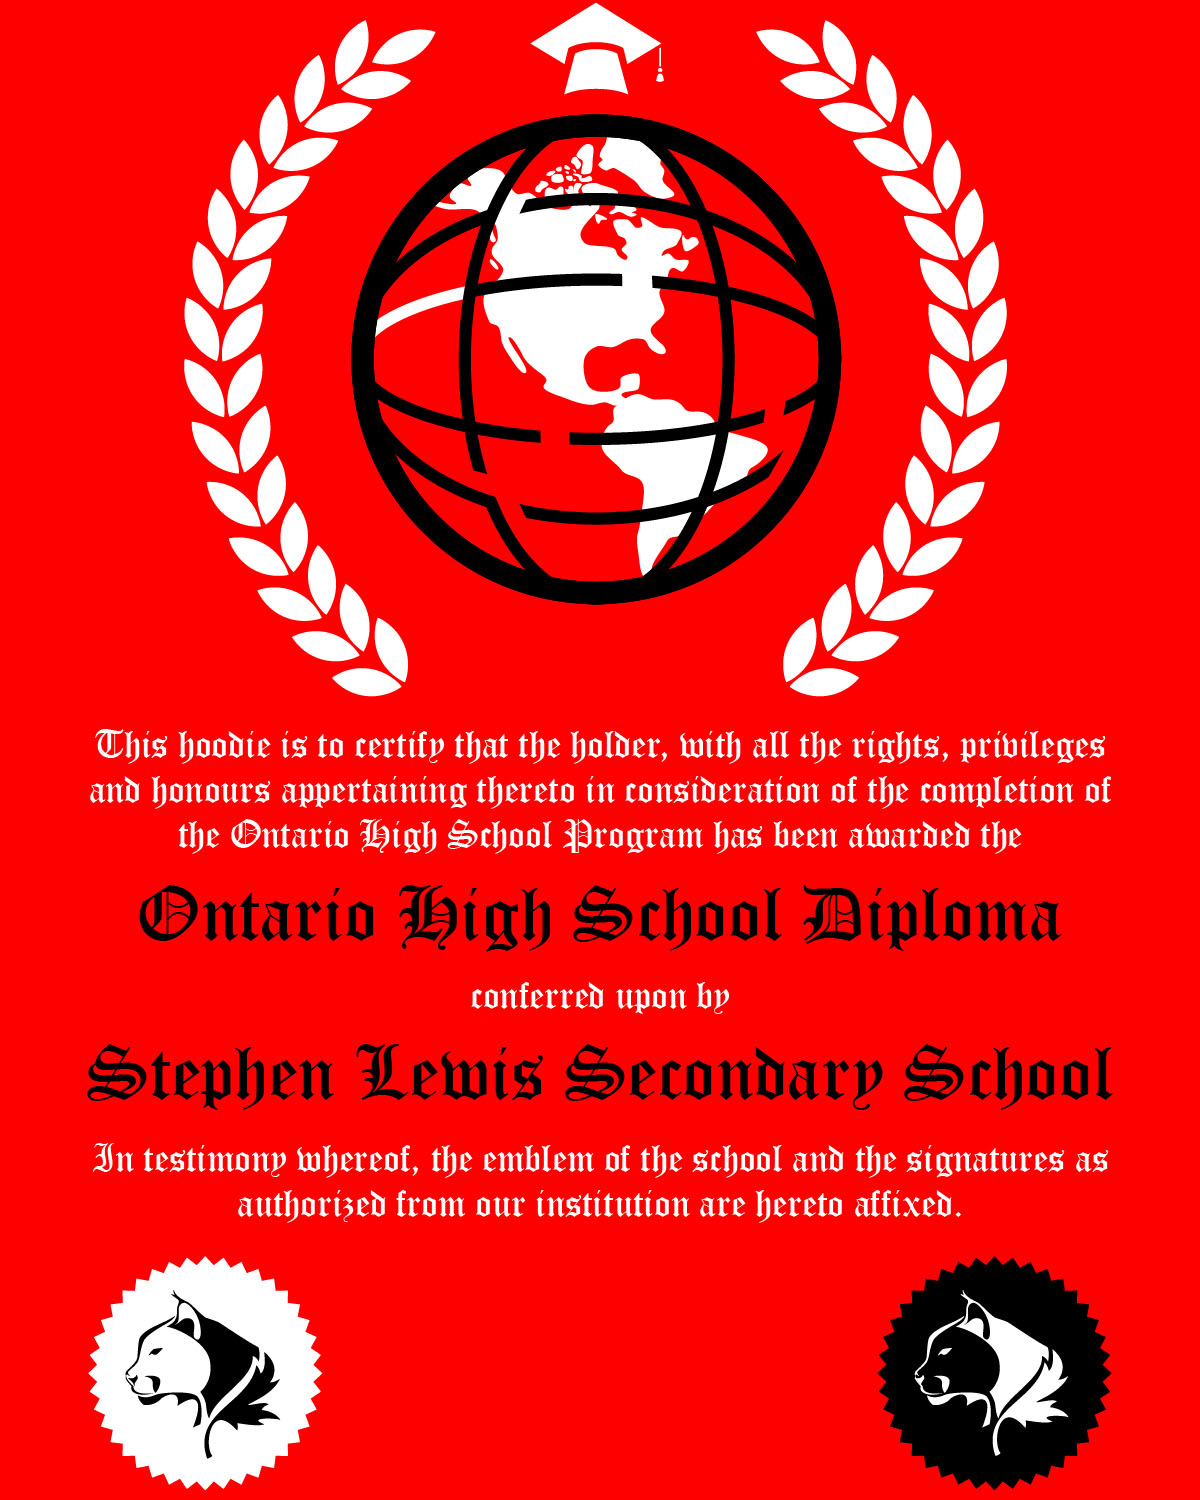 This hoodie is to certify that the holder, with all the rights, privileges
and honours appertaining thereto in consideration of the completion of
the Ontario High School Program has been awarded the
Ontario High School Diploma
conferred upon by
Stephen Lewis Secondary School
In testimony whereof, the emblem of the school and the signatures as
authorized from our institution are hereto affixed.